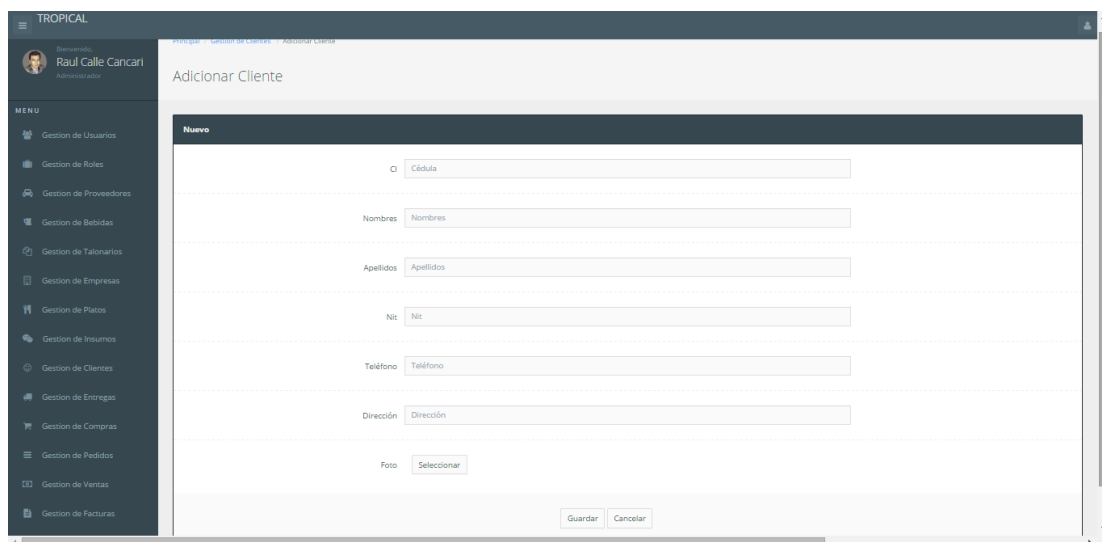 TROPICAL
Bienvenido,
Raul Calle Cancari
Administrador
MENU
Gestion de Usuarios
Gestion de Roles
Gestion de Proveedores
Gestion de Bebidas
Gestion de Talonarios
Gestion de Empresas
Gestion de Platos
Gestion de Insumos
Gestion de Clientes
Gestion de Entregas
Gestion de Compras
Gestion de Pedidos
Gestion de Ventas
Gestion de Facturas
Principal / Gestión de Clientes / Adicionar Cliente
Adicionar Cliente
Nuevo
CI Cédula
Nombres Nombres
Apellidos Apellidos
Nit Nit
Teléfono Teléfono
Dirección Dirección
Foto Seleccionar
Guardar Cancelar